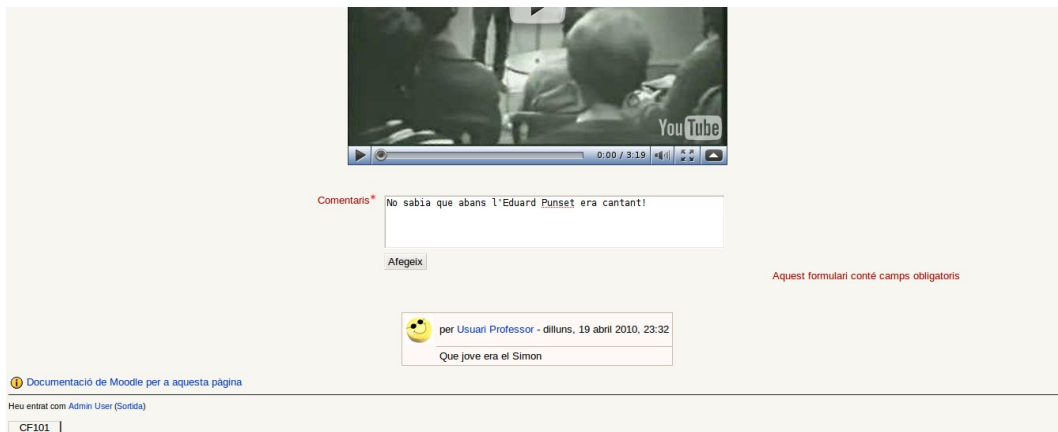 YouTube
0:00 / 3:19
Comentaris*
No sabia que abans l'Eduard Punset era cantant!
Afegeix
Aquest formulari conté camps obligatoris
per Usuari Professor - dilluns, 19 abril 2010, 23:32
Que jove era el Simon
Documentació de Moodle per a aquesta pàgina
Heu entrat com Admin User (Sortida)
CF101